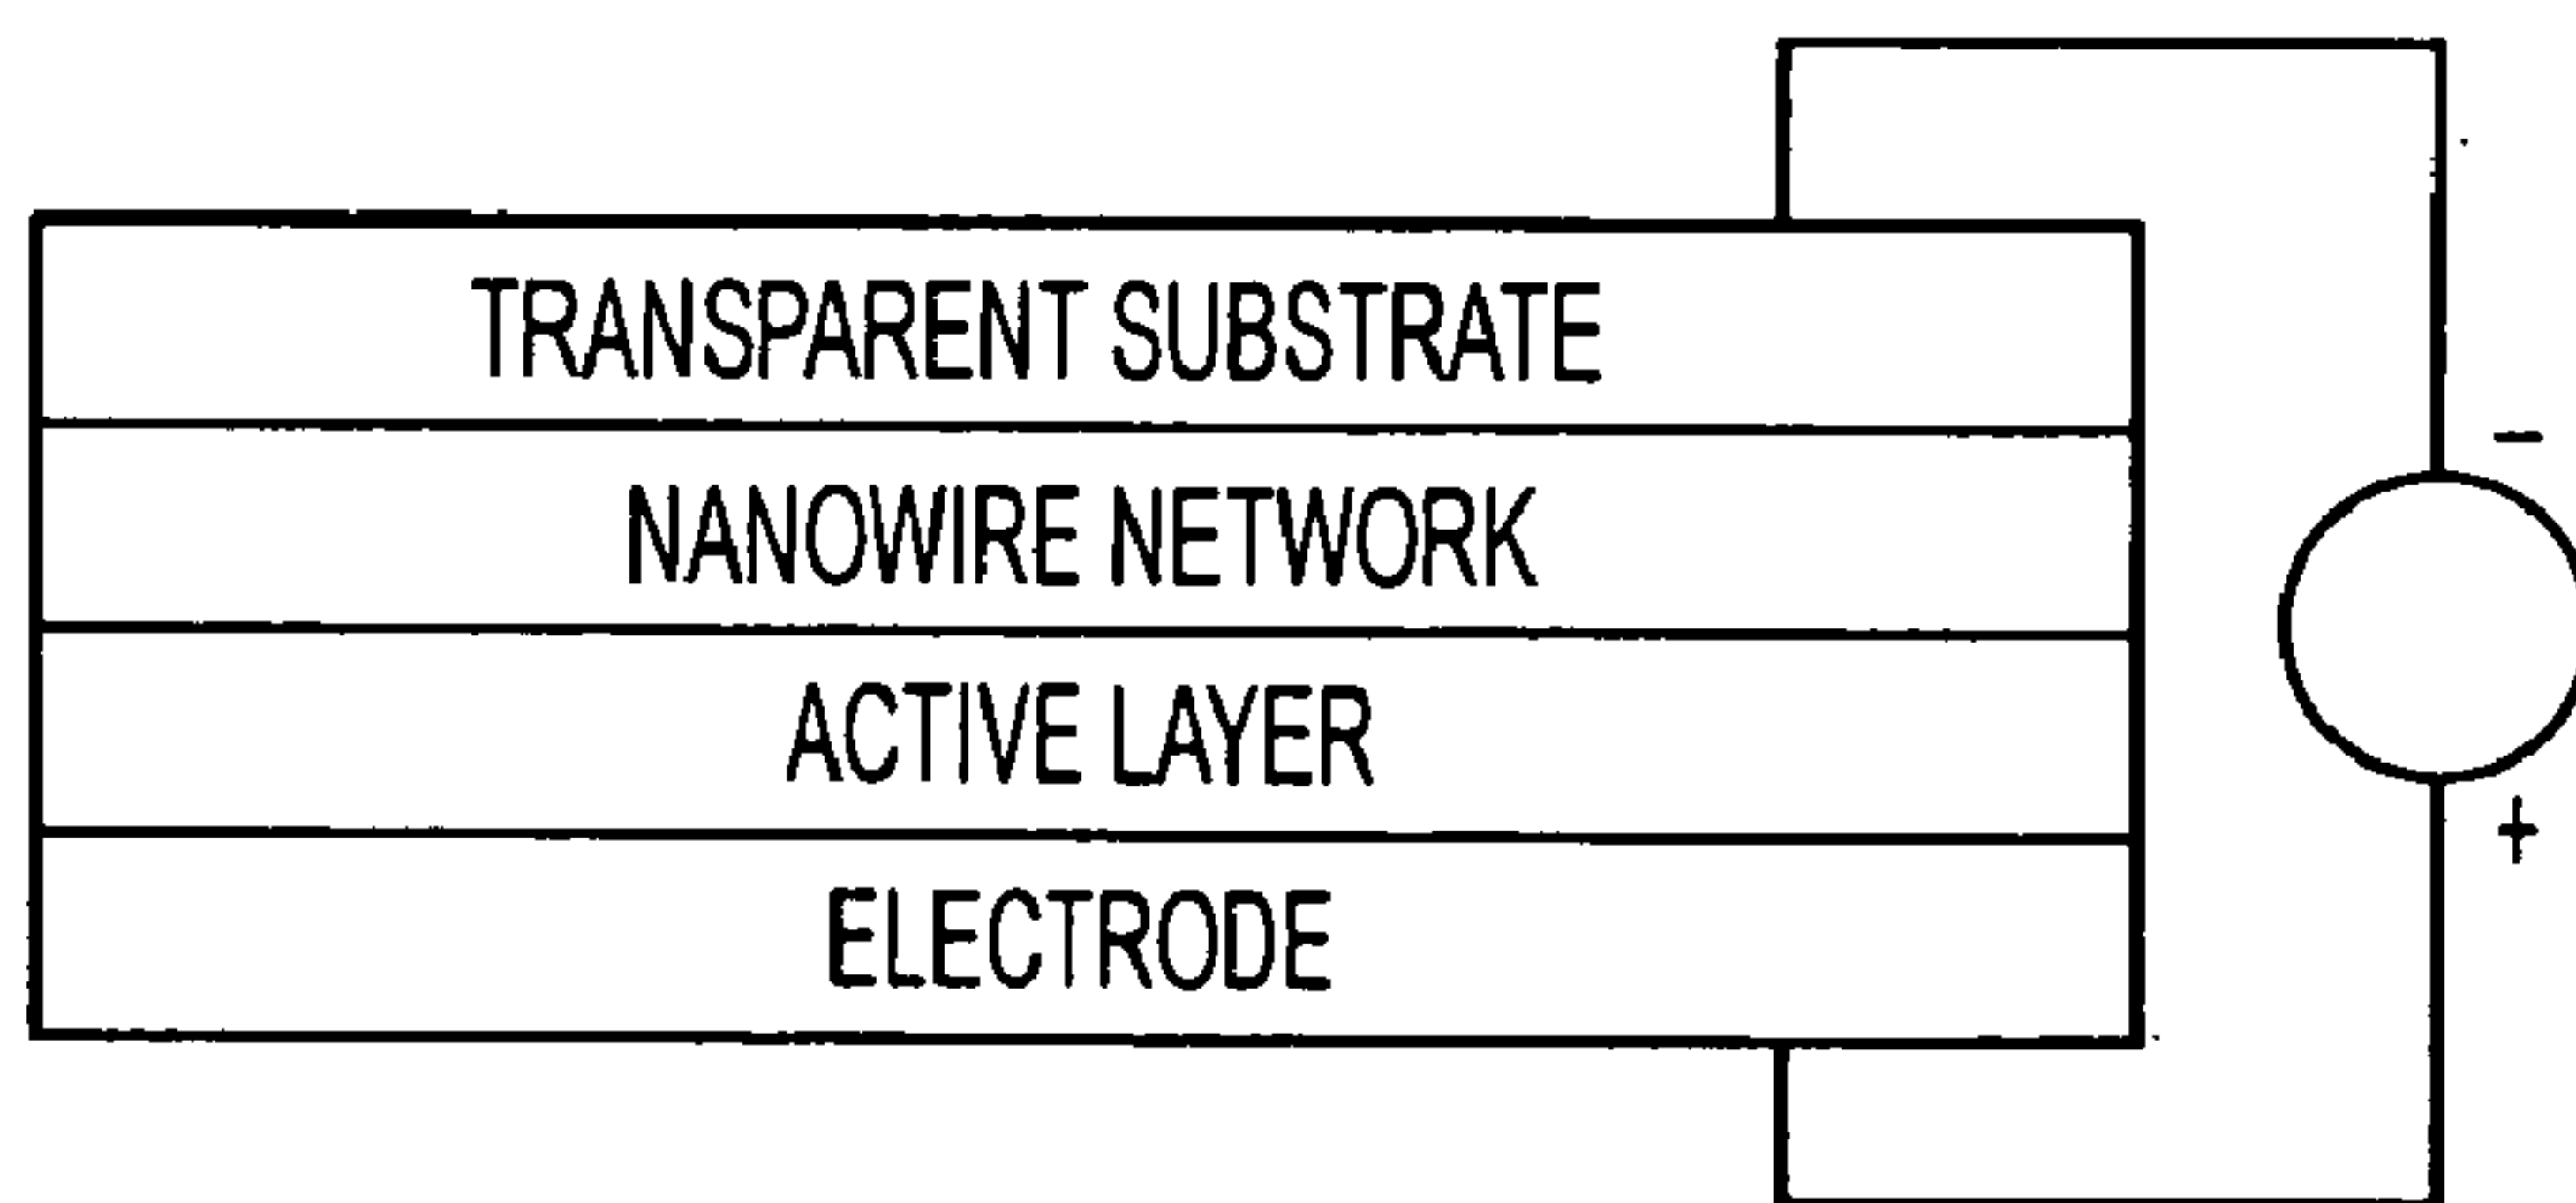 TRANSPARENT SUBSTRATE
NANOWIRE NETWORK
ACTIVE LAYER
ELECTRODE
-
+